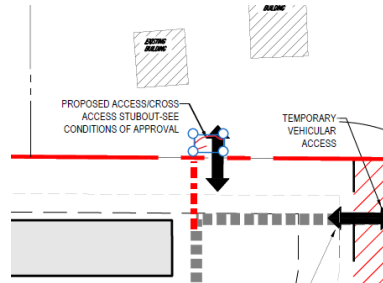 EXISTING
BUILDING
BUILDING
PROPOSED ACCESS/CROSS
ACCESS STUBOUT-SEE
CONDITIONS OF APPROVAL
TEMPORARY
VEHICULAR
ACCESS